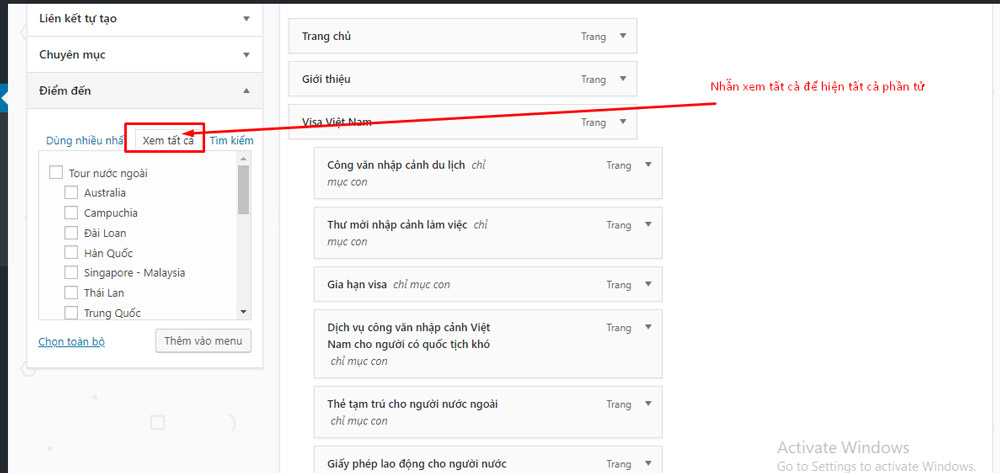 Liên kết tự tạo
Chuyên mục
Điểm đến
Dùng nhiều nhấ
Xem tất cả
Tìm kiếm
Tour nước ngoài
Australia
Campuchia
Đài Loan
Hàn Quốc
Singapore - Malaysia
Thái Lan
Trung Quốc
Chọn toàn bộ
Thêm vào menu
Trang chủ Trang
Giới thiệu Trang
Visa Việt Nam Trang
Công văn nhập cảnh du lịch chỉ Trang
mục con
Thư mời nhập cảnh làm việc chỉ Trang
mục con
Gia hạn visa chỉ mục con Trang
Dịch vụ công văn nhập cảnh Việt Trang
Nam cho người có quốc tịch khó
chỉ mục con
Thẻ tạm trú cho người nước ngoài Trang
chỉ mục con
Giấy phép lao động cho người nước Trang
Nhẫn xem tất cả để hiện tất cả phần tử
Activate Windows
Go to Settings to activate Windows.